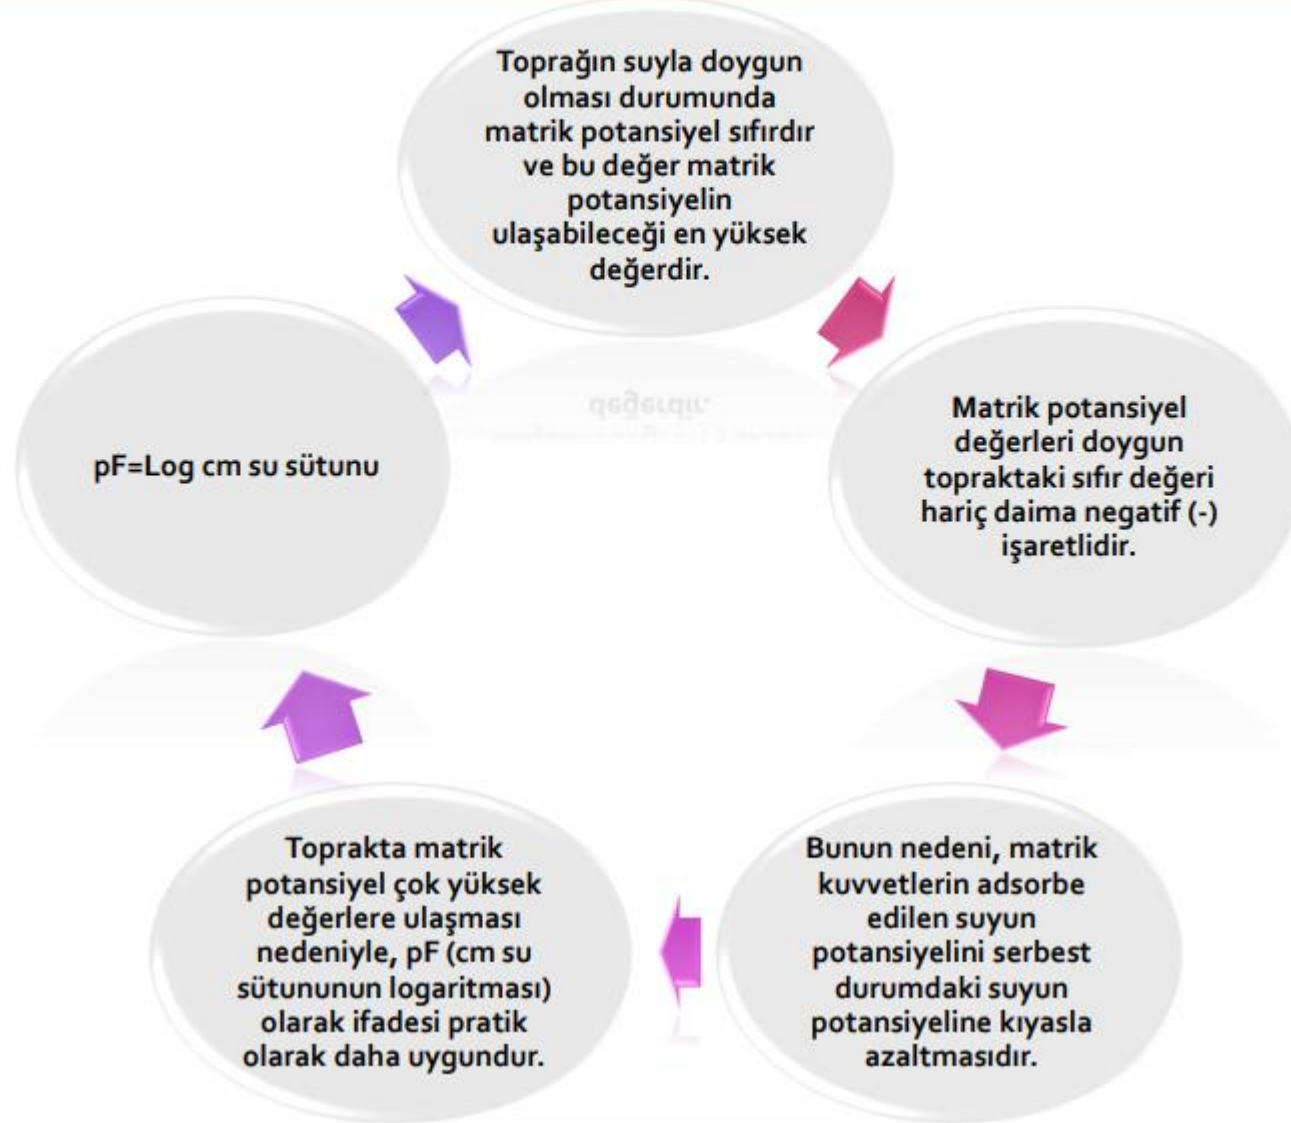 Toprağın suyla doygun
olması durumunda
matrik potansiyel sıfırdır
ve bu değer matrik
potansiyelin
ulaşabileceği en yüksek
değerdir.
Matrik potansiyel
değerleri doygun
topraktaki sıfır değeri
hariç daima negatif (-)
işaretlidir.
Bunun nedeni, matrik
kuvvetlerin adsorbe
edilen suyun
potansiyelini serbest
durumdaki suyun
potansiyeline kıyasla
azaltmasıdır.
Toprakta matrik
potansiyel çok yüksek
değerlere ulaşması
nedeniyle, pF (cm su
sütununun logaritması)
olarak ifadesi pratik
olarak daha uygundur.
pF=Log cm su sütunu